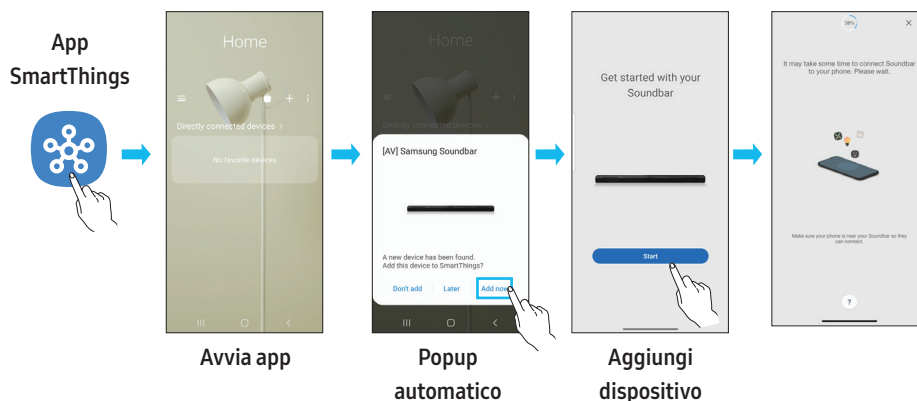 App
SmartThings
Home
Directly connected devices >
No favorite devices
Avvia app
Home
Directly connected devices >
[AV] Samsung Soundbar
A new device has been found.
Add this device to SmartThings?
Don't add
Later
Add now
Popup
automatico
Get started with your
Soundbar
Start
Aggiungi
dispositivo
38%
It may take some time to connect Soundbar
to your phone. Please wait.
Make sure your phone is near your Soundbar so they
can connect.
?